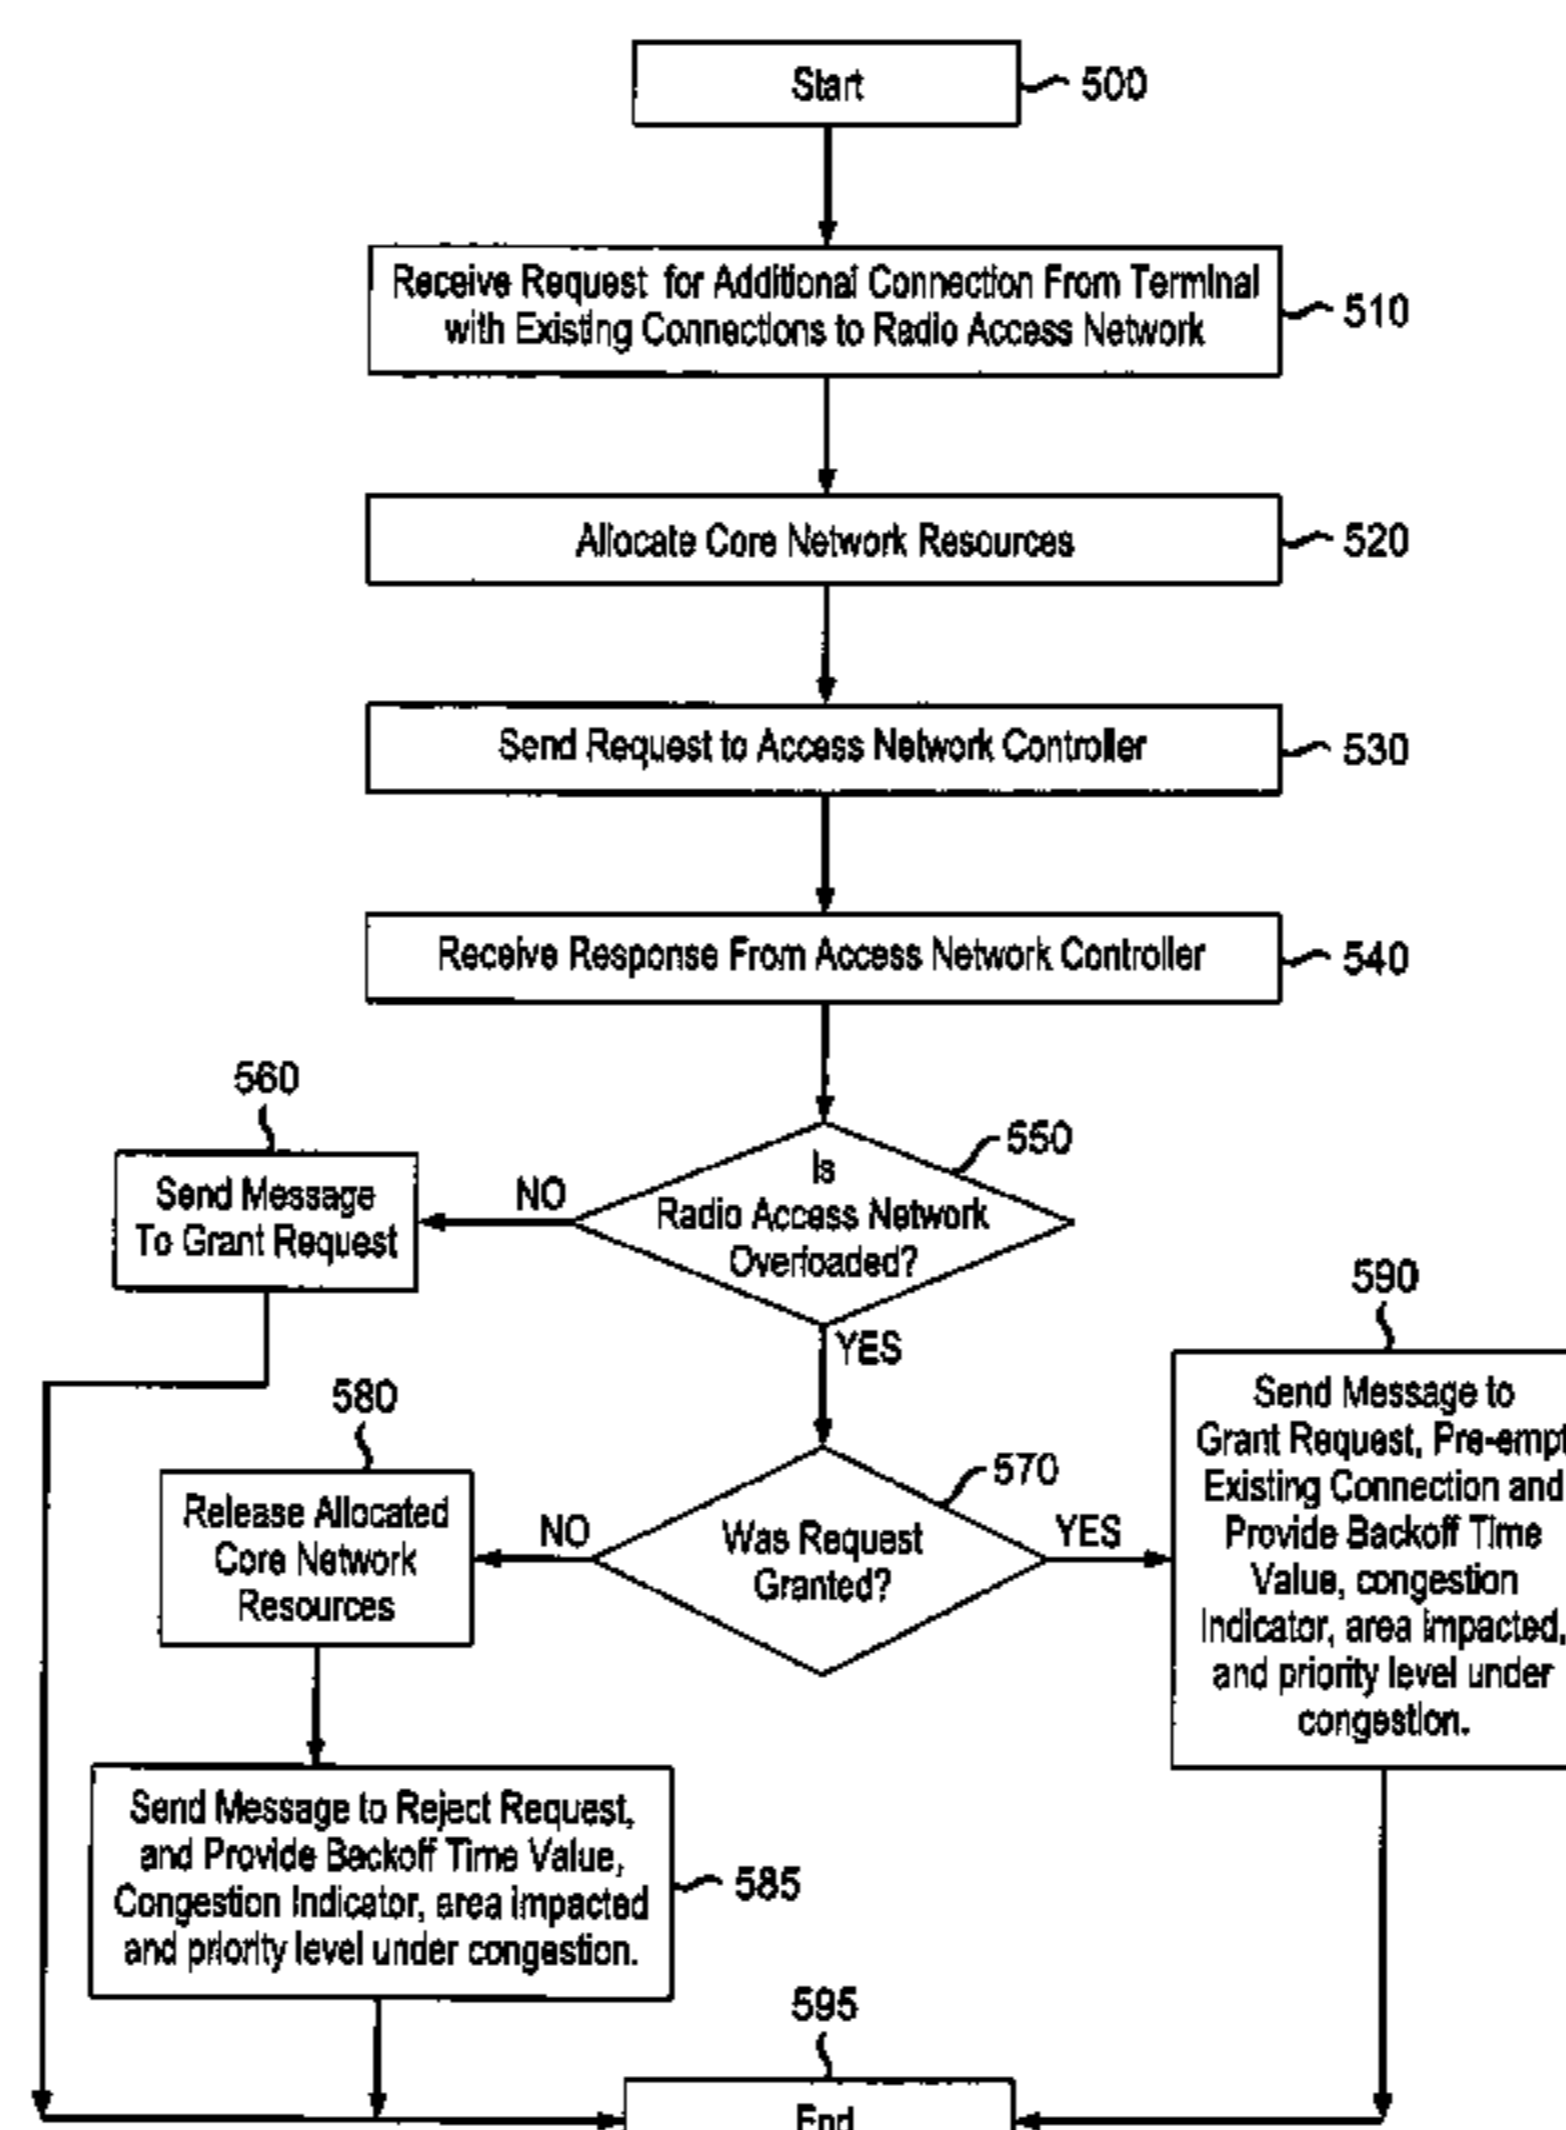 Start
500
Receive Request for Additional Connection From Terminal
with Existing Connections to Radio Access Network
510
Allocate Core Network Resources
520
Send Request to Access Network Controller
530
Receive Response From Access Network Controller
540
560
Send Message
To Grant Request
NO
Is
Radio Access Network
Overloaded?
550
YES
590
Send Message to
Grant Request, Pre-empt
Existing Connection and
Provide Backoff Time
Value, congestion
Indicator, area impacted,
and priority level under
congestion.
580
Release Allocated
Core Network
Resources
NO
Was Request
Granted?
570
YES
Send Message to Reject Request,
and Provide Backoff Time Value,
Congestion Indicator, area impacted
and priority level under congestion.
585
595
End